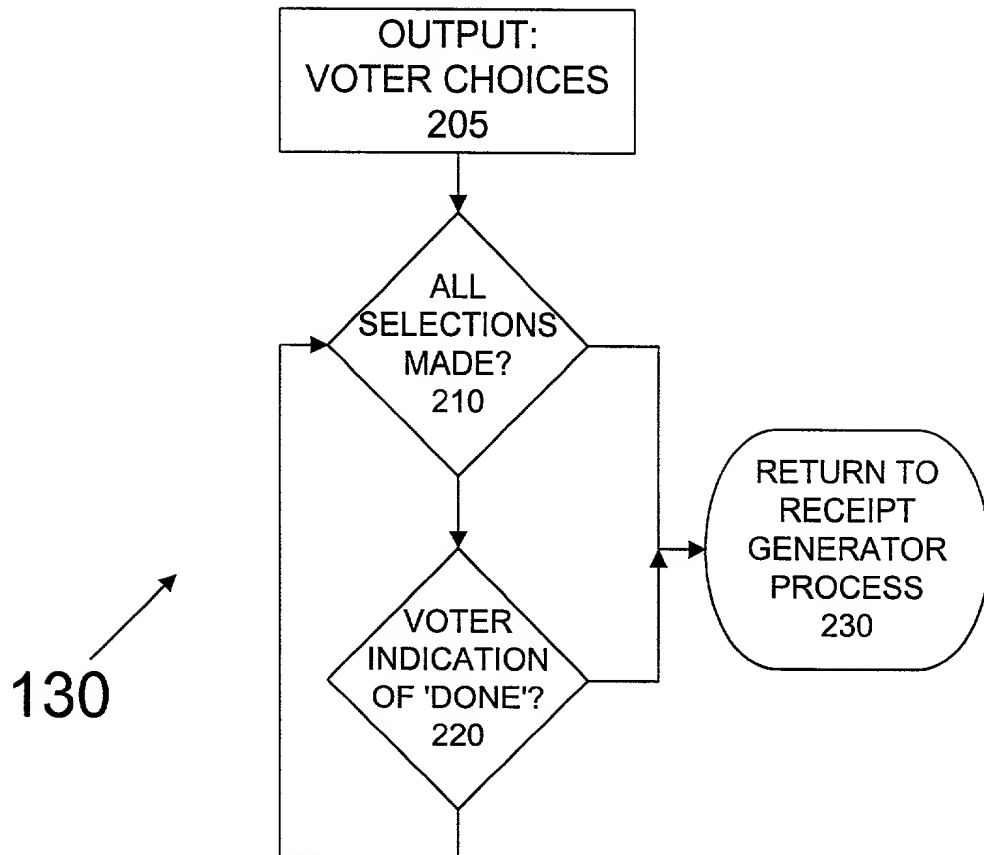 OUTPUT:
VOTER CHOICES
205
ALL
SELECTIONS
MADE?
210
RETURN TO
RECEIPT
GENERATOR
PROCESS
230
VOTER
INDICATION
OF 'DONE'?
220
130